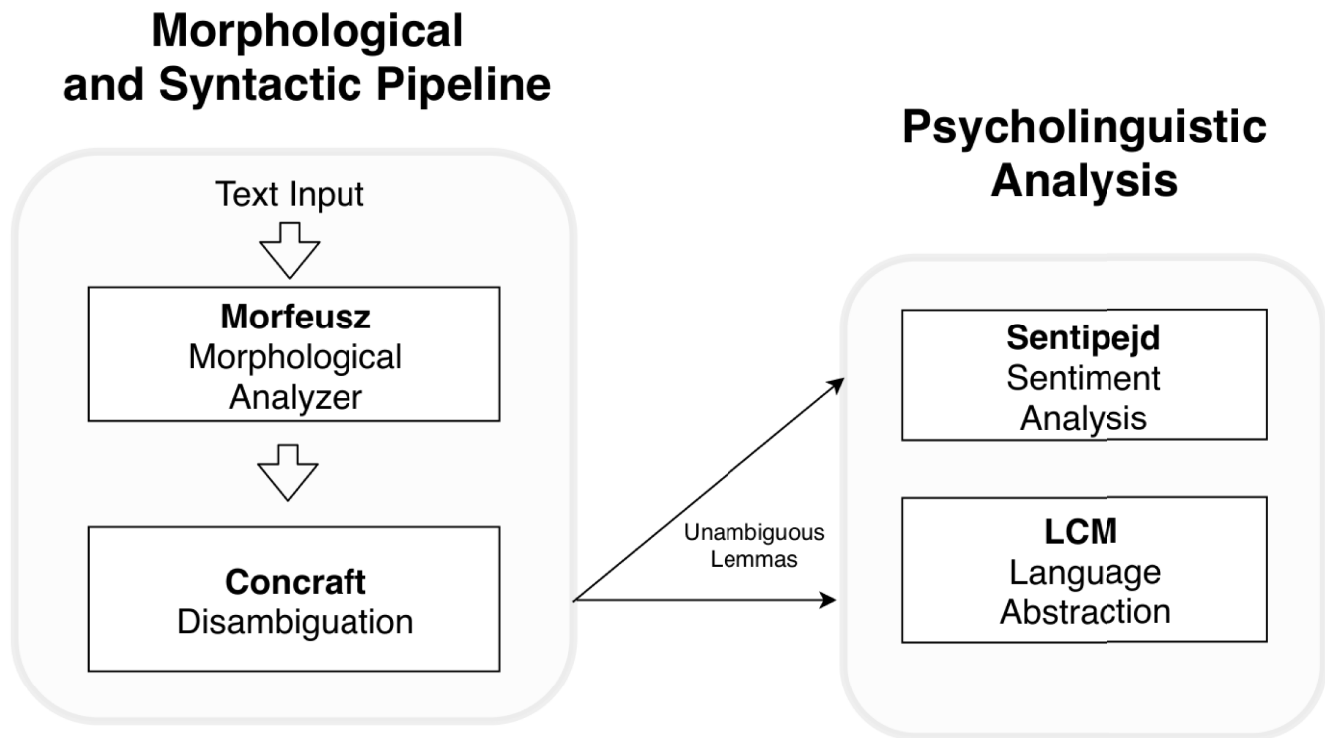 Morphological
and Syntactic Pipeline
Text Input
Morfeusz
Morphological
Analyzer
Concraft
Disambiguation
Unambiguous
Lemmas
Psycholinguistic
Analysis
Sentipejd
Sentiment
Analysis
LCM
Language
Abstraction